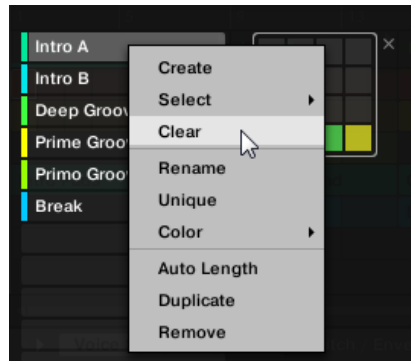 Intro A
Intro B
Deep Groov
Prime Groo
Primo Groo
Break
Create
Select
Clear
Rename
Unique
Color
Auto Length
Duplicate
Remove
Voice